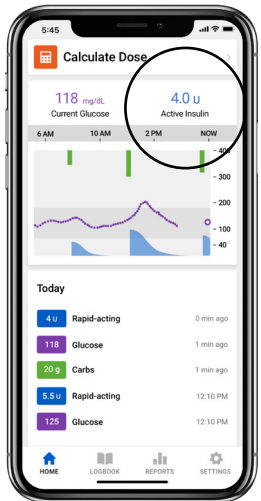 5:45
Calculate Dose
118 mg/dL 4.0 U
Current Glucose Active Insulin
6 AM 10 AM 2 PM NOW
400
300
200
100
40
Today
4 U Rapid-acting 0 min ago
118 Glucose 1 min ago
20 g Carbs 1 min ago
5.5 U Rapid-acting 12:10 PM
125 Glucose 12:10 PM
HOME LOGBOOK REPORTS SETTINGS